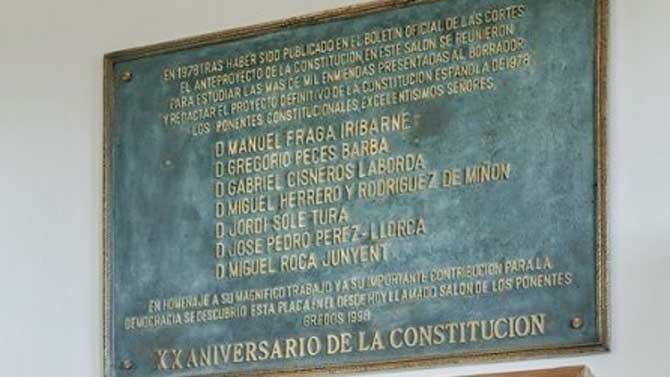 EN 1978 TRAS HABER SIDO PUBLICADO EN EL BOLETIN OFICIAL DE LAS CORTES
EL ANTEPROYECTO DE LA CONSTITUCION EN ESTE SALON SE REUNIERON
PARA ESTUDIAR LAS MAS DE MIL ENMIENDAS PRESENTADAS AL BORRADOR
Y REDACTAR EL PROYECTO DEFINITIVO DE LA CONSTITUCION ESPAÑOLA DE 1978,
LOS PONENTES CONSTITUCIONALES, EXCELENTISIMOS SEÑORES,
D MANUEL FRAGA IRIBARNE
D GREGORIO PECES BARBA
D GABRIEL CISNEROS LABORDA
D MIGUEL HERRERO Y RODRIGUEZ DE MIÑON
D JORDI SOLE TURA
D JOSE PEDRO PEREZ-LLORCA
D MIGUEL ROCA JUNYENT
EN HOMENAJE A SU MAGNIFICO TRABAJO Y A SU IMPORTANTE CONTRIBUCION PARA LA
DEMOCRACIA SE DESCUBRIO ESTA PLACA EN EL DESDE HOY LLAMADO SALON DE LOS PONENTES
GREDOS 1998
XX ANIVERSARIO DE LA CONSTITUCION